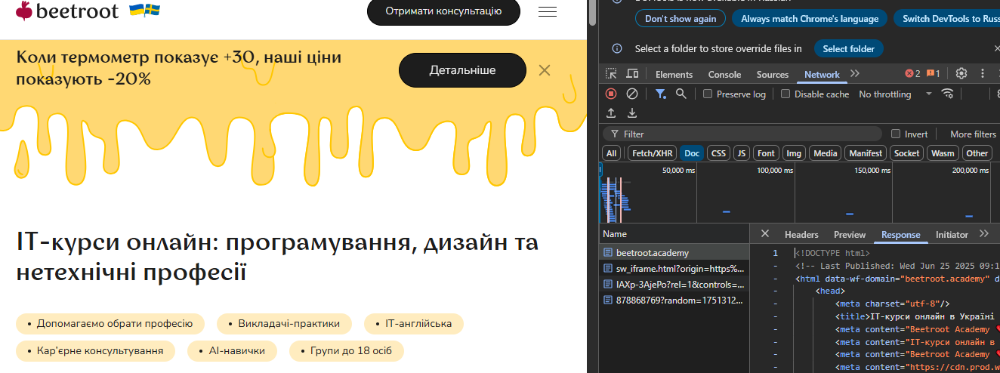 beetroot
Отримати консультацію
Коли термометр показує +30, наші ціни
показують -20%
Детальніше
ІТ-курси онлайн: програмування, дизайн та
нетехнічні професії
• Допомагаємо обрати професію
• Викладачі-практики
• ІТ-англійська
• Кар'єрне консультування
• АІ-навички
• Групи до 18 осіб
Don't show again
Always match Chrome's language
Switch DevTools to Russ
Select a folder to store override files in
Select folder
Elements
Console
Sources
Network
2
1
Preserve log
Disable cache
No throttling
Filter
Invert
More filters
All
Fetch/XHR
Doc
CSS
JS
Font
Img
Media
Manifest
Socket
Wasm
Other
50,000 ms
100,000 ms
150,000 ms
200,000 ms
Name
beetroot.academy
sw_iframe.html?origin=https%...
IAXp-3AjePo?rel=1&controls=...
878868769?random=1751312...
Headers
Preview
Response
Initiator
1 <!DOCTYPE html>
- <!-- Last Published: Wed Jun 25 2025 09:1
- <html data-wf-domain="beetroot.academy" d
- <head>
- <meta charset="utf-8"/>
- <title>ІТ-курси онлайн в Україні
- <meta content="Beetroot Academy ❤
- <meta content="ІТ-курси онлайн в
- <meta content="Beetroot Academy ❤
- <meta content="https://cdn.prod.w